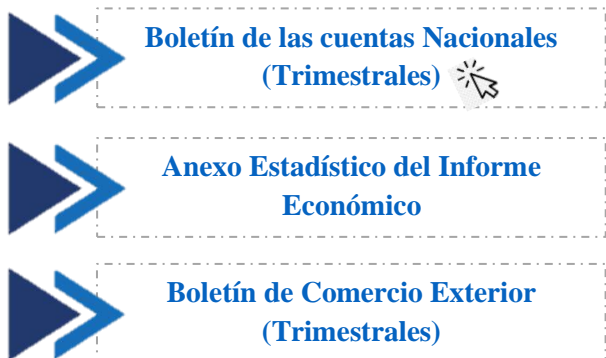 Boletín de las cuentas Nacionales
(Trimestrales)
Anexo Estadístico del Informe
Económico
Boletín de Comercio Exterior
(Trimestrales)